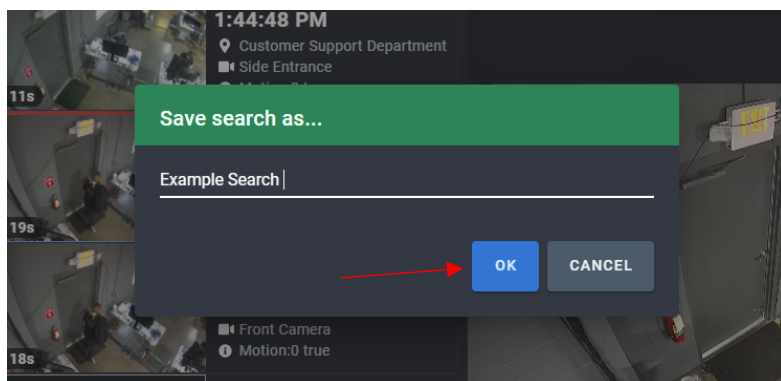 1:44:48 PM
Customer Support Department
Side Entrance
11s
Save search as...
Example Search
19s
OK
CANCEL
Front Camera
Motion:0 true
18s
EXIT